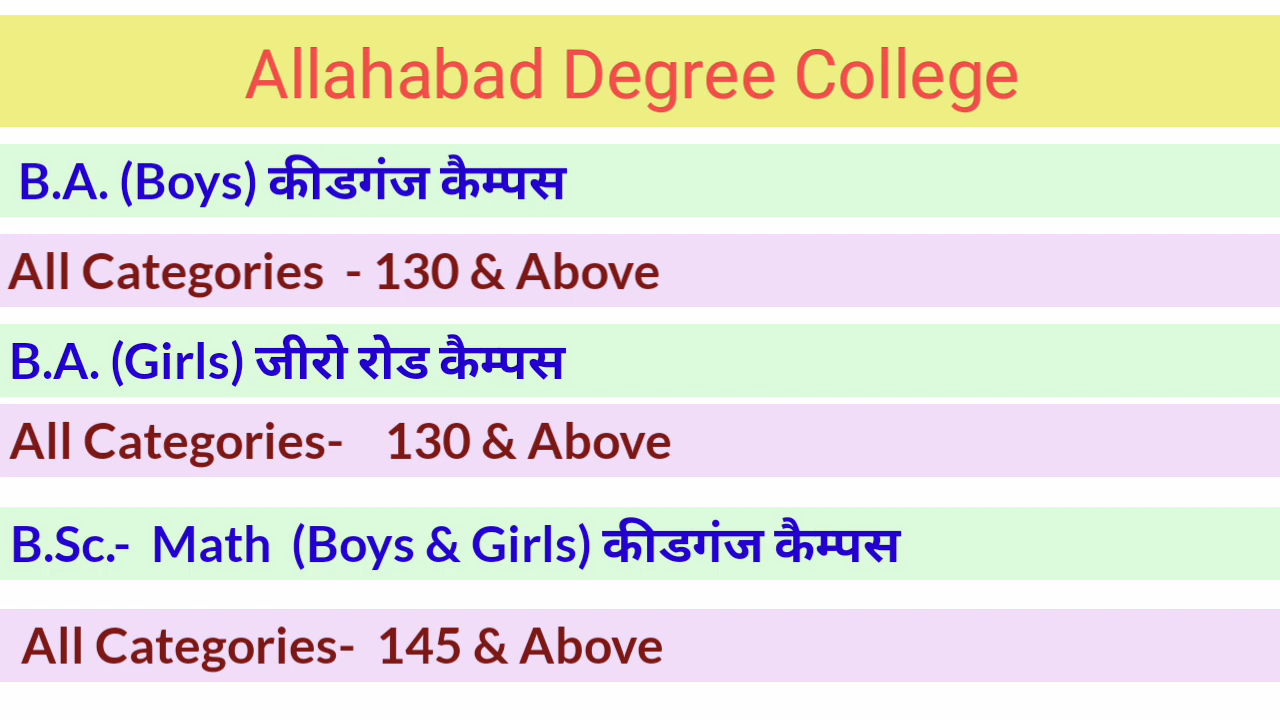 Allahabad Degree College
B.A. (Boys) कीडगंज कैम्पस
All Categories - 130 & Above
B.A. (Girls) जीरो रोड कैम्पस
All Categories- 130 & Above
B.Sc.- Math (Boys & Girls) कीडगंज कैम्पस
All Categories- 145 & Above